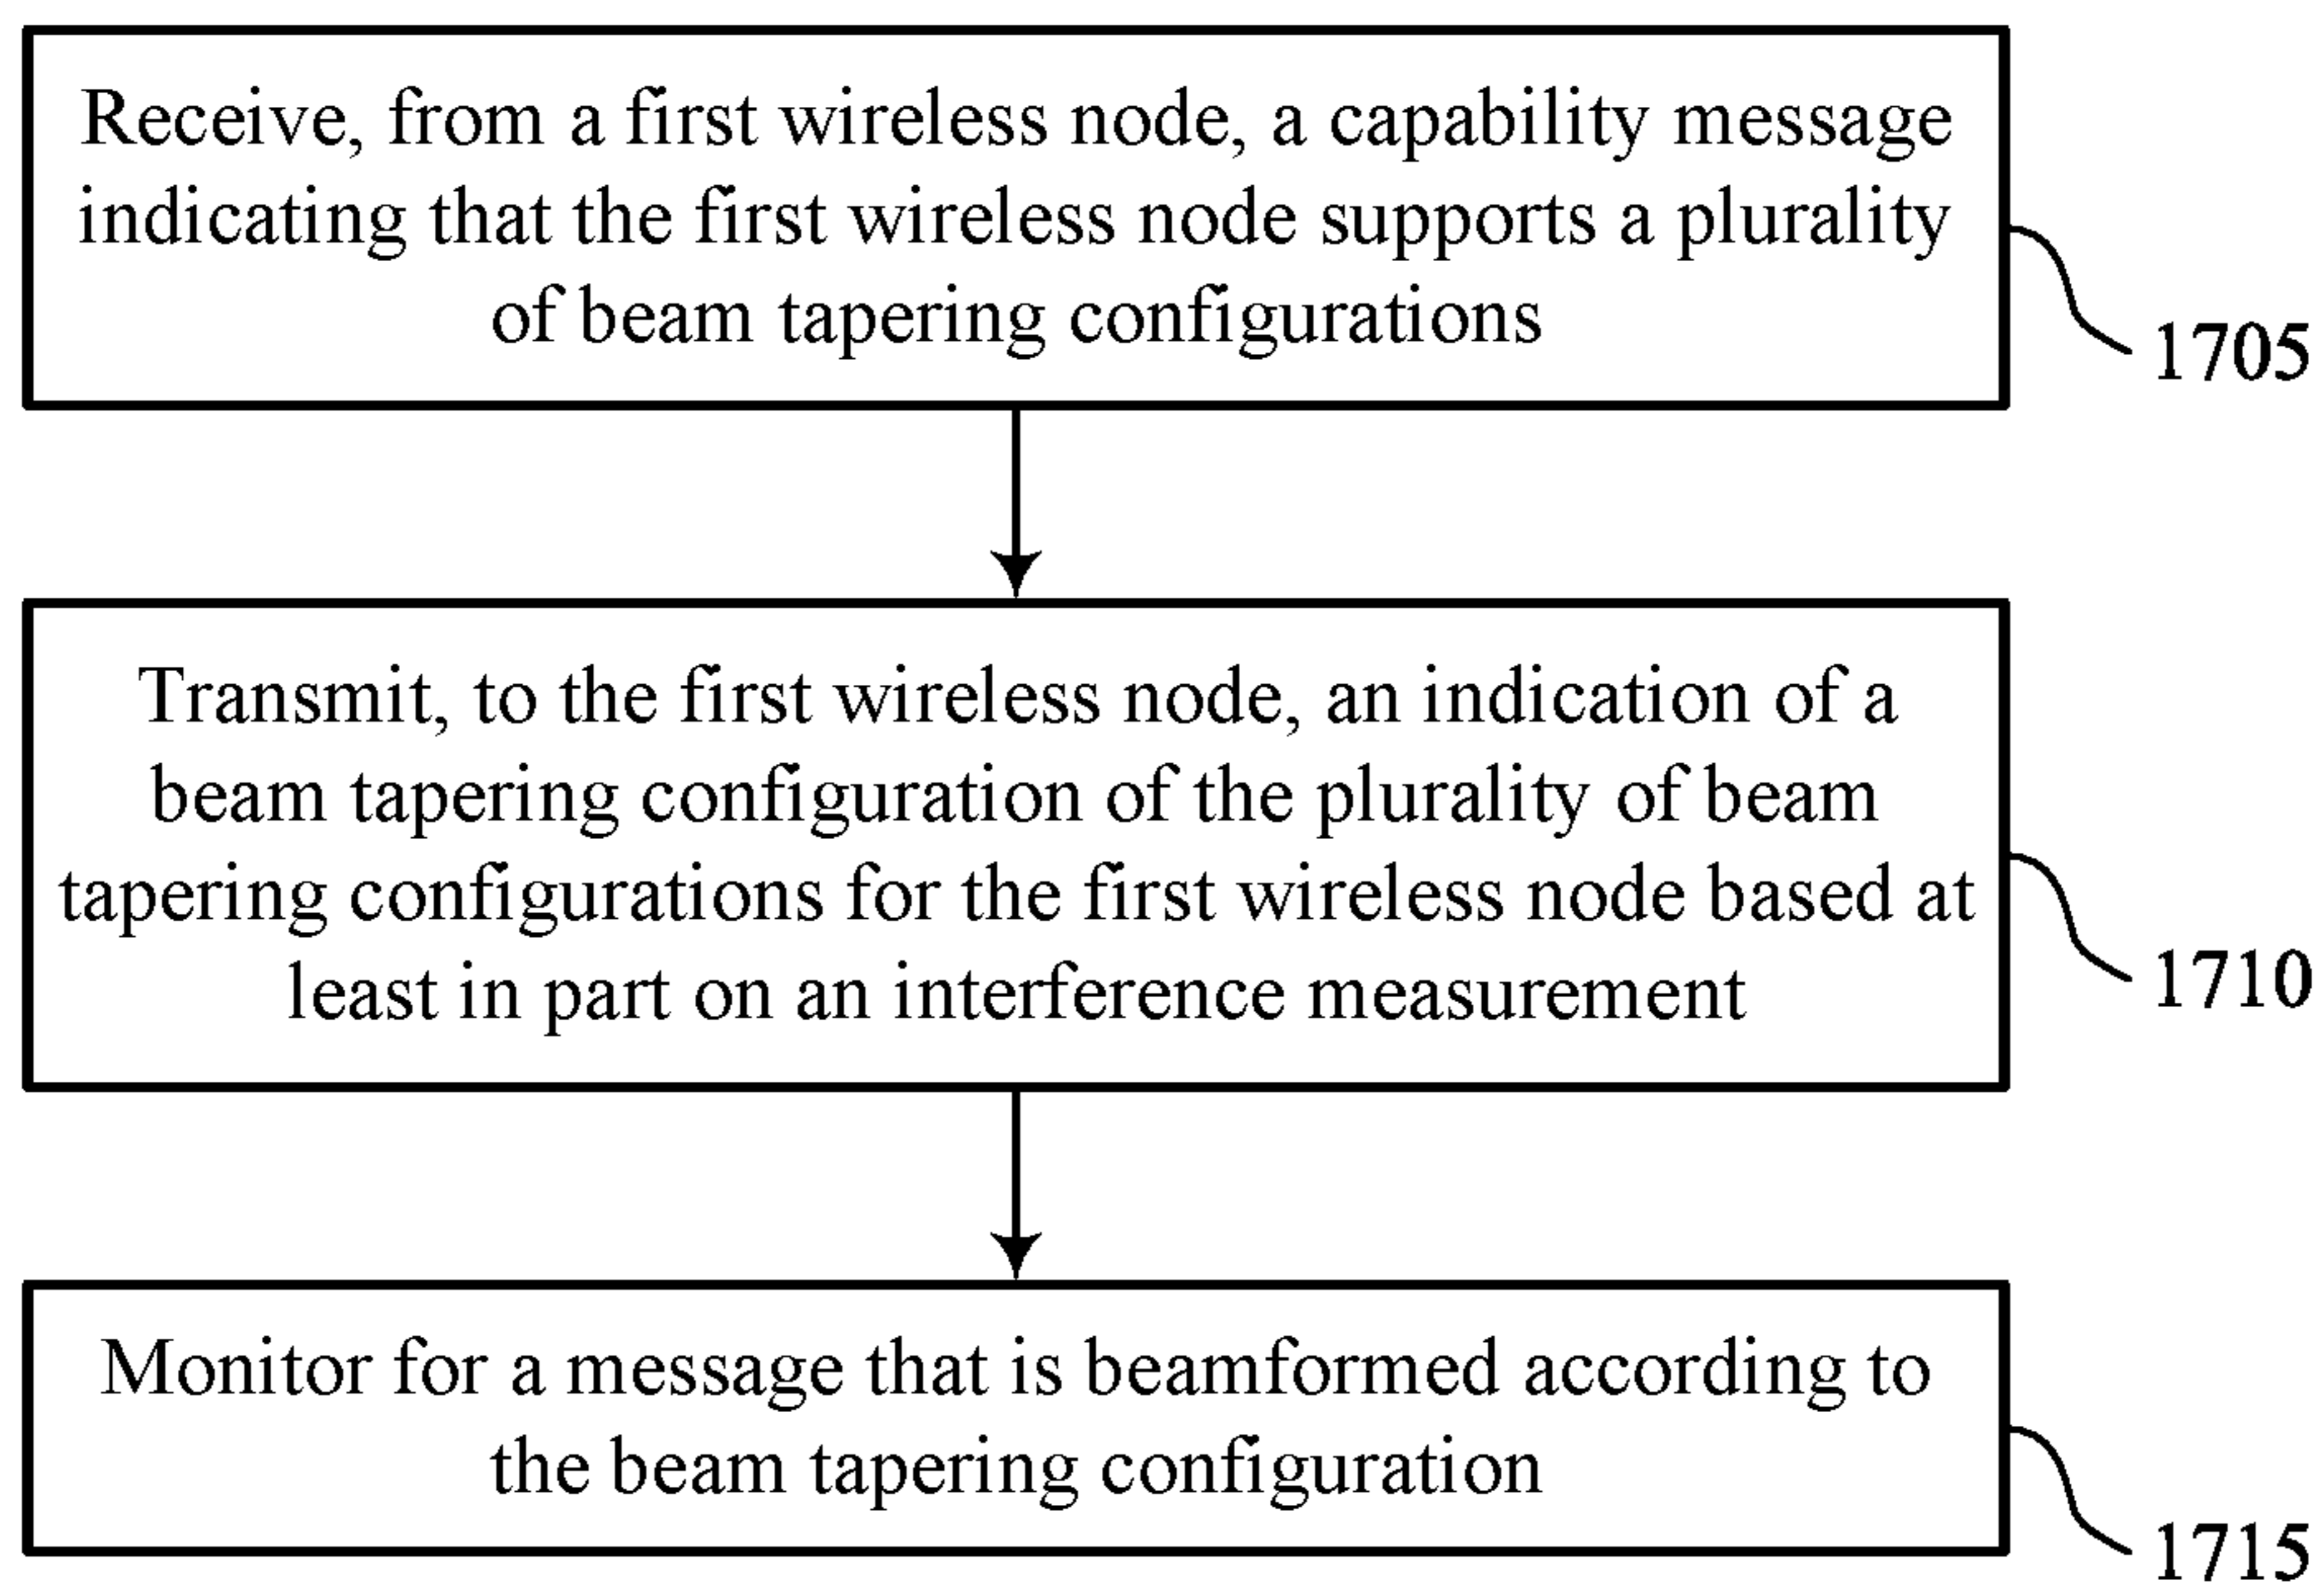 Receive, from a first wireless node, a capability message
indicating that the first wireless node supports a plurality
of beam tapering configurations
1705
Transmit, to the first wireless node, an indication of a
beam tapering configuration of the plurality of beam
tapering configurations for the first wireless node based at
least in part on an interference measurement
1710
Monitor for a message that is beamformed according to
the beam tapering configuration
1715